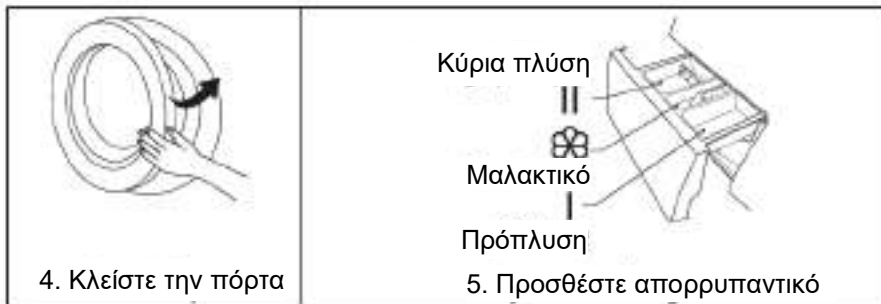 4. Κλείστε την πόρτα
Κύρια πλύση
II
Μαλακτικό
I
Πρόπλυση
5. Προσθέστε απορρυπαντικό